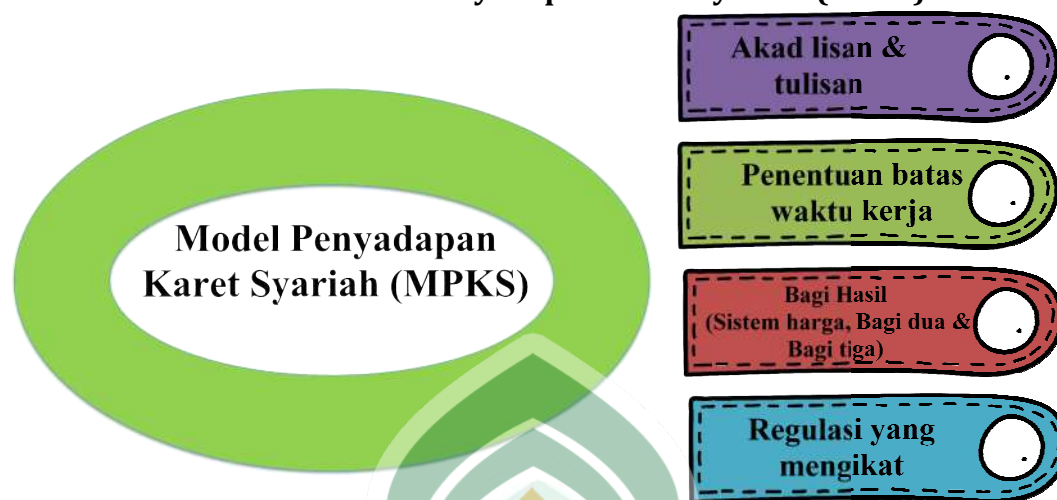 Model Penyadapan
Karet Syariah (MPKS)
Akad lisan &
tulisan
Penentuan batas
waktu kerja
Bagi Hasil
(Sistem harga, Bagi dua &
Bagi tiga)
Regulasi yang
mengikat